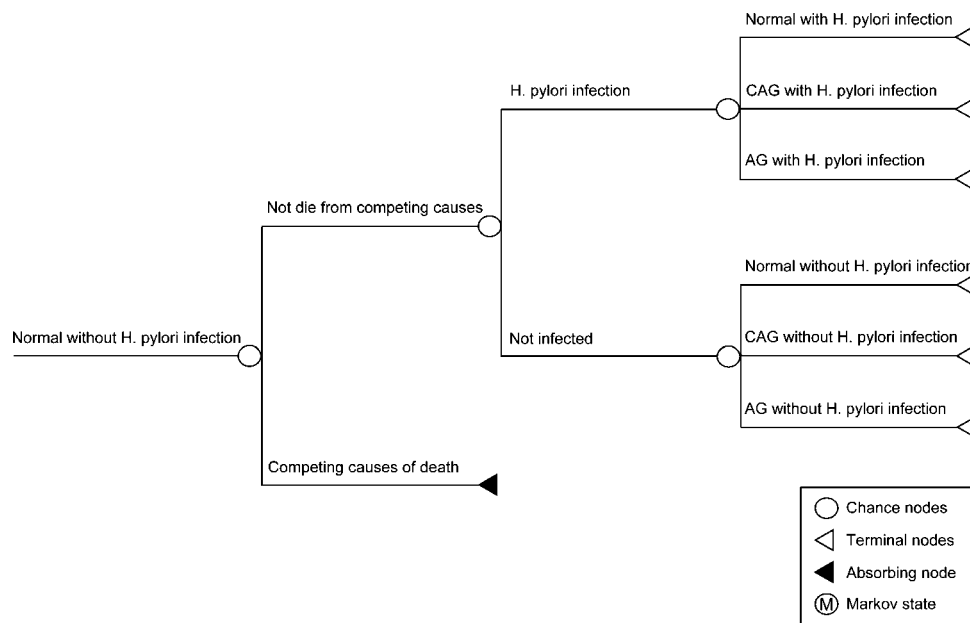 Normal with H. pylori infection
H. pylori infection
CAG with H. pylori infection
AG with H. pylori infection
Not die from competing causes
Normal without H. pylori infection
Normal without H. pylori infection
Not infected
CAG without H. pylori infection
AG without H. pylori infection
Competing causes of death
Chance nodes
Terminal nodes
Absorbing node
M Markov state